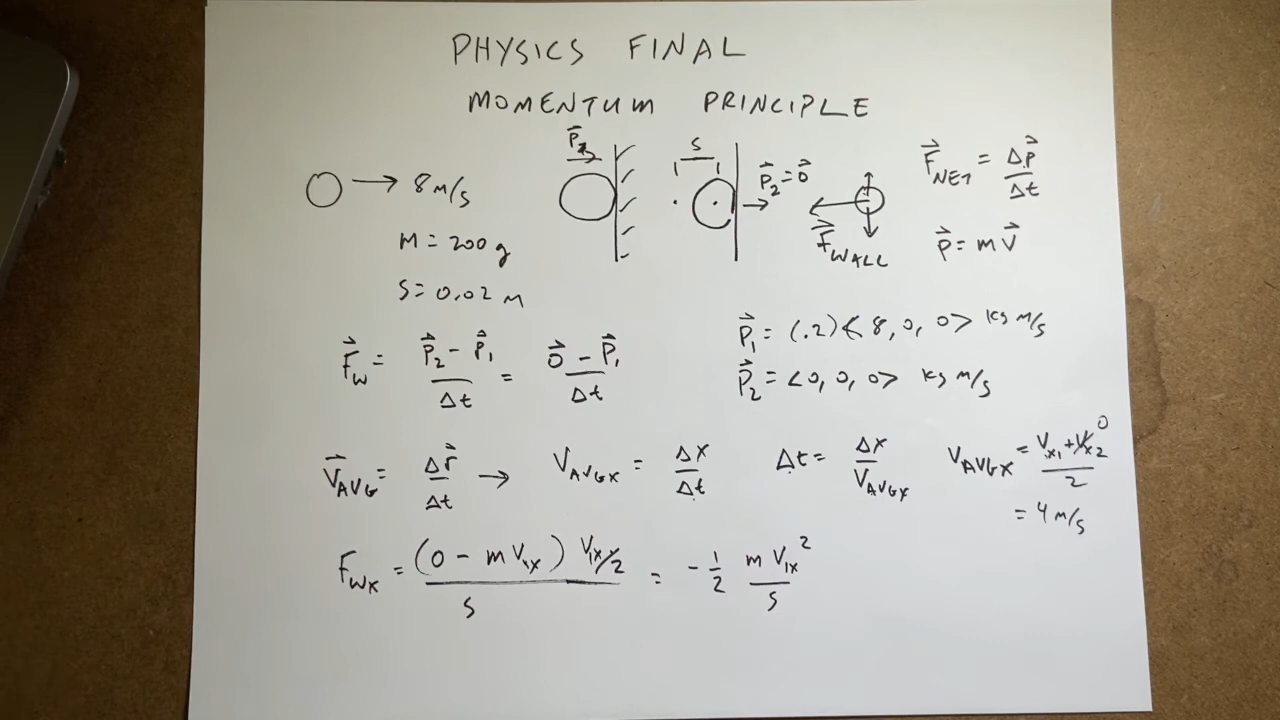 PHYSICS FINAL
MOMENTUM PRINCIPLE
8 m/s
M = 200 g
S = 0.02 M
S
P⃗₂ = 0⃗
F⃗WALL
F⃗NET = ΔP⃗/Δt
P⃗ = mV⃗
P⃗₁ = (.2)<8, 0, 0> kg m/s
P⃗₂ = <0, 0, 0> kg m/s
F⃗W = (P⃗₂ − P⃗₁)/Δt = (0⃗ − P⃗₁)/Δt
V⃗AVG = Δr⃗/Δt → VAVGX = Δx/Δt Δt = Δx/VAVGX VAVGX = (Vx₁ + Vx₂)/2 0
= 4 m/s
FWX = (0 − mV₁X) V₁X/2 / S = −1/2 mV₁X²/S